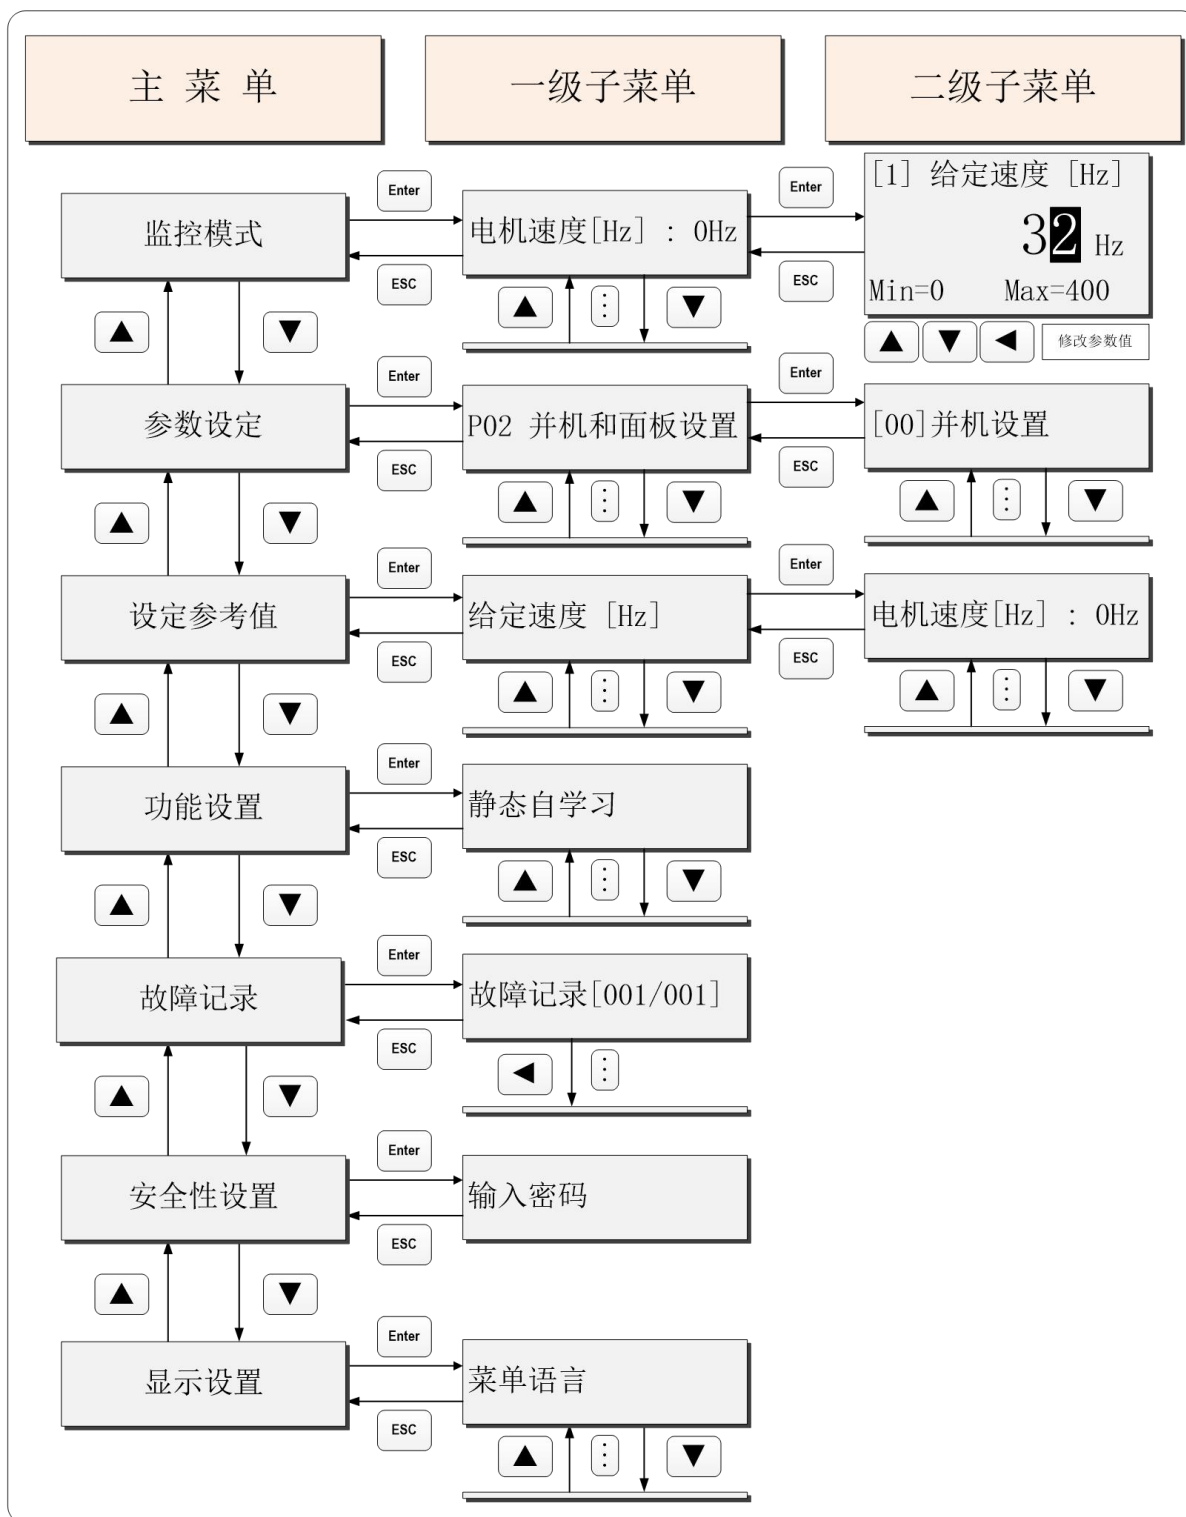 主 菜 单
一级子菜单
二级子菜单
监控模式
Enter
ESC
电机速度[Hz] : 0Hz
Enter
ESC
[1] 给定速度 [Hz]
32 Hz
Min=0 Max=400
修改参数值
参数设定
Enter
ESC
P02 并机和面板设置
Enter
ESC
[00]并机设置
设定参考值
Enter
ESC
给定速度 [Hz]
Enter
ESC
电机速度[Hz] : 0Hz
功能设置
Enter
ESC
静态自学习
故障记录
Enter
ESC
故障记录[001/001]
安全性设置
Enter
ESC
输入密码
显示设置
Enter
ESC
菜单语言